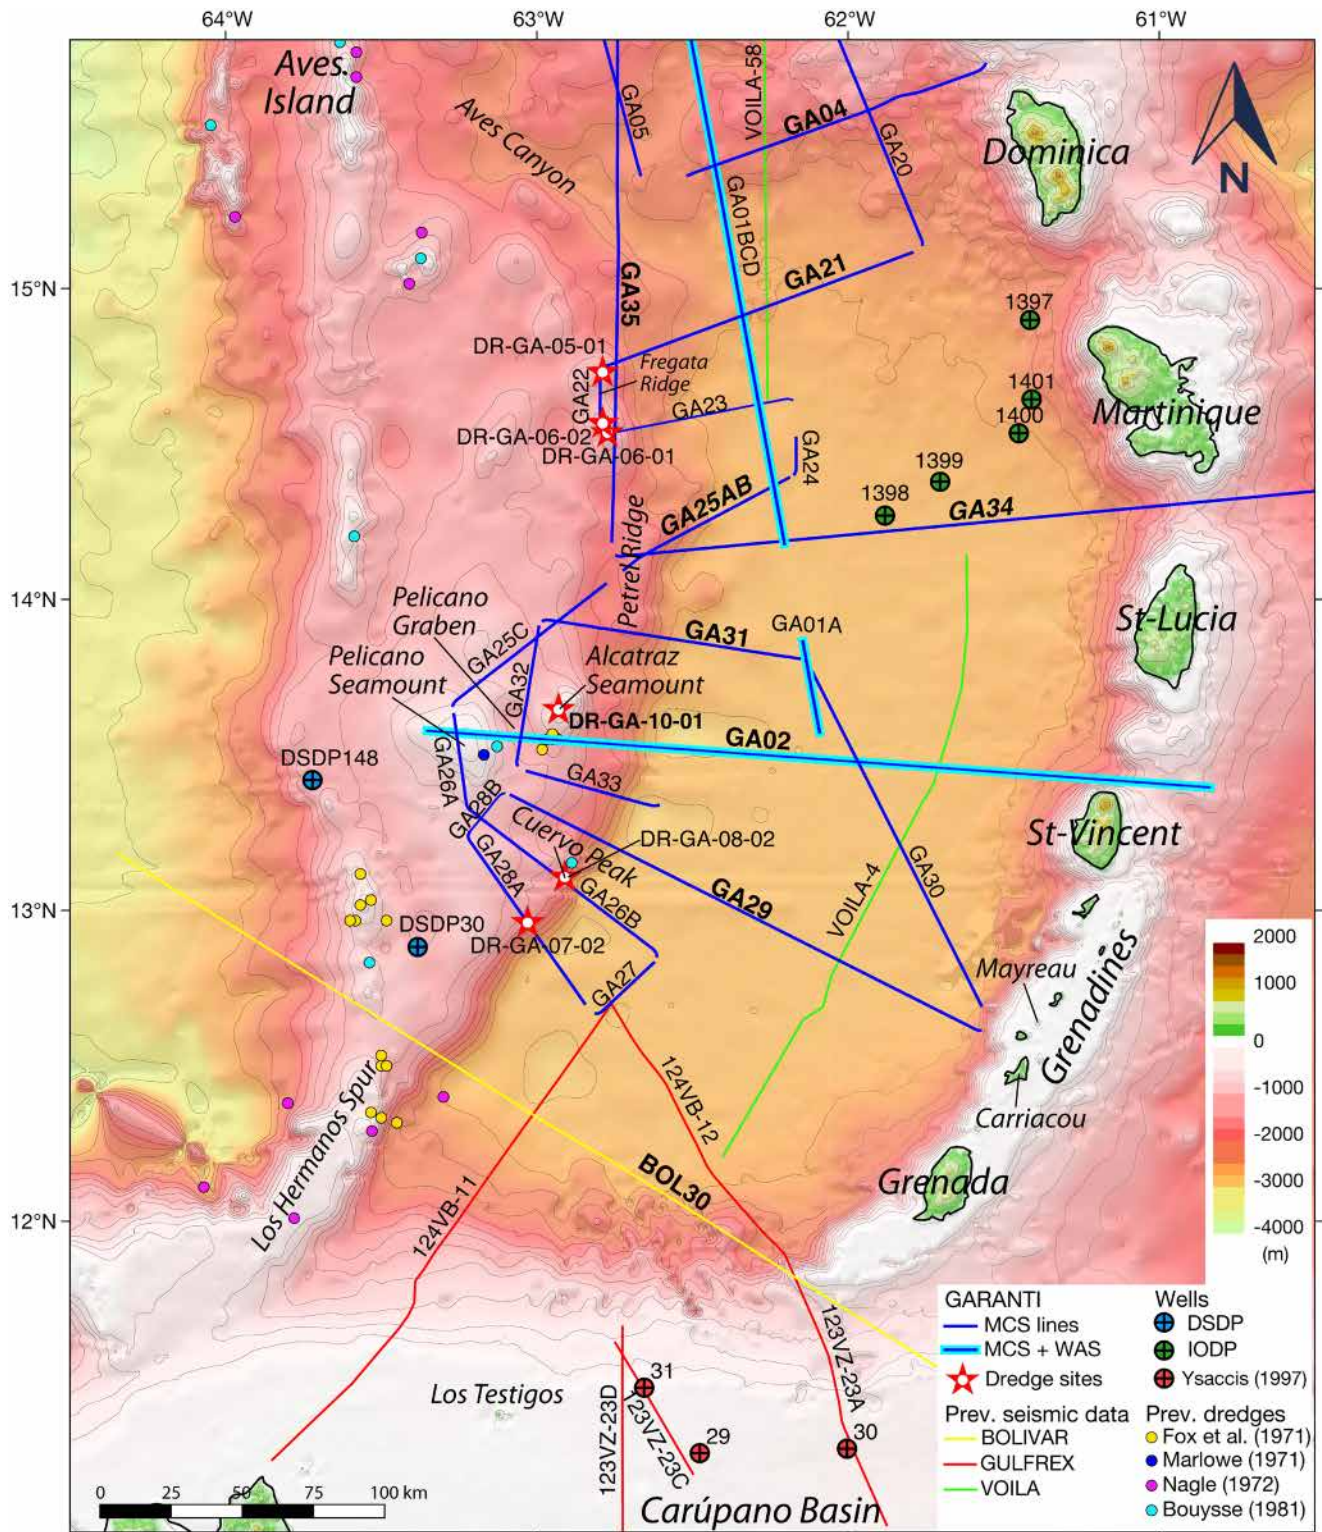 64°W
63°W
62°W
61°W
Aves.
Island
Aves Canyon
GA05
VOILA-58
GA04
GA20
Dominica
N
GA01BCD
GA35
GA21
15°N
1397
DR-GA-05-01
Fregata
Ridge
GA22
GA23
1401
1400
Martinique
DR-GA-06-02
DR-GA-06-01
GA24
1399
1398
GA25AB
GA34
Petrel Ridge
14°N
Pelicano
Graben
GA25C
GA32
GA31
GA01A
St-Lucia
Pelicano
Seamount
Alcatraz
Seamount
DR-GA-10-01
GA02
DSDP148
GA26A
GA33
GA28B
Cuervo Peak
DR-GA-08-02
St-Vincent
GA28A
GA26B
GA29
GA30
VOILA-4
13°N
DSDP30
DR-GA-07-02
GA27
Mayreau
Grenadines
2000
1000
0
-1000
-2000
-3000
-4000
(m)
Carriacou
Los Hermanos Spur
124VB-12
124VB-11
BOL30
Grenada
12°N
GARANTI
MCS lines
MCS + WAS
Dredge sites
Prev. seismic data
BOLIVAR
GULFREX
VOILA
Wells
DSDP
IODP
Ysaccis (1997)
Prev. dredges
Fox et al. (1971)
Marlowe (1971)
Nagle (1972)
Bouysse (1981)
123VZ-23A
31
Los Testigos
123VZ-23D
123VZ-23C
29
30
0
25
50
75
100 km
Carúpano Basin